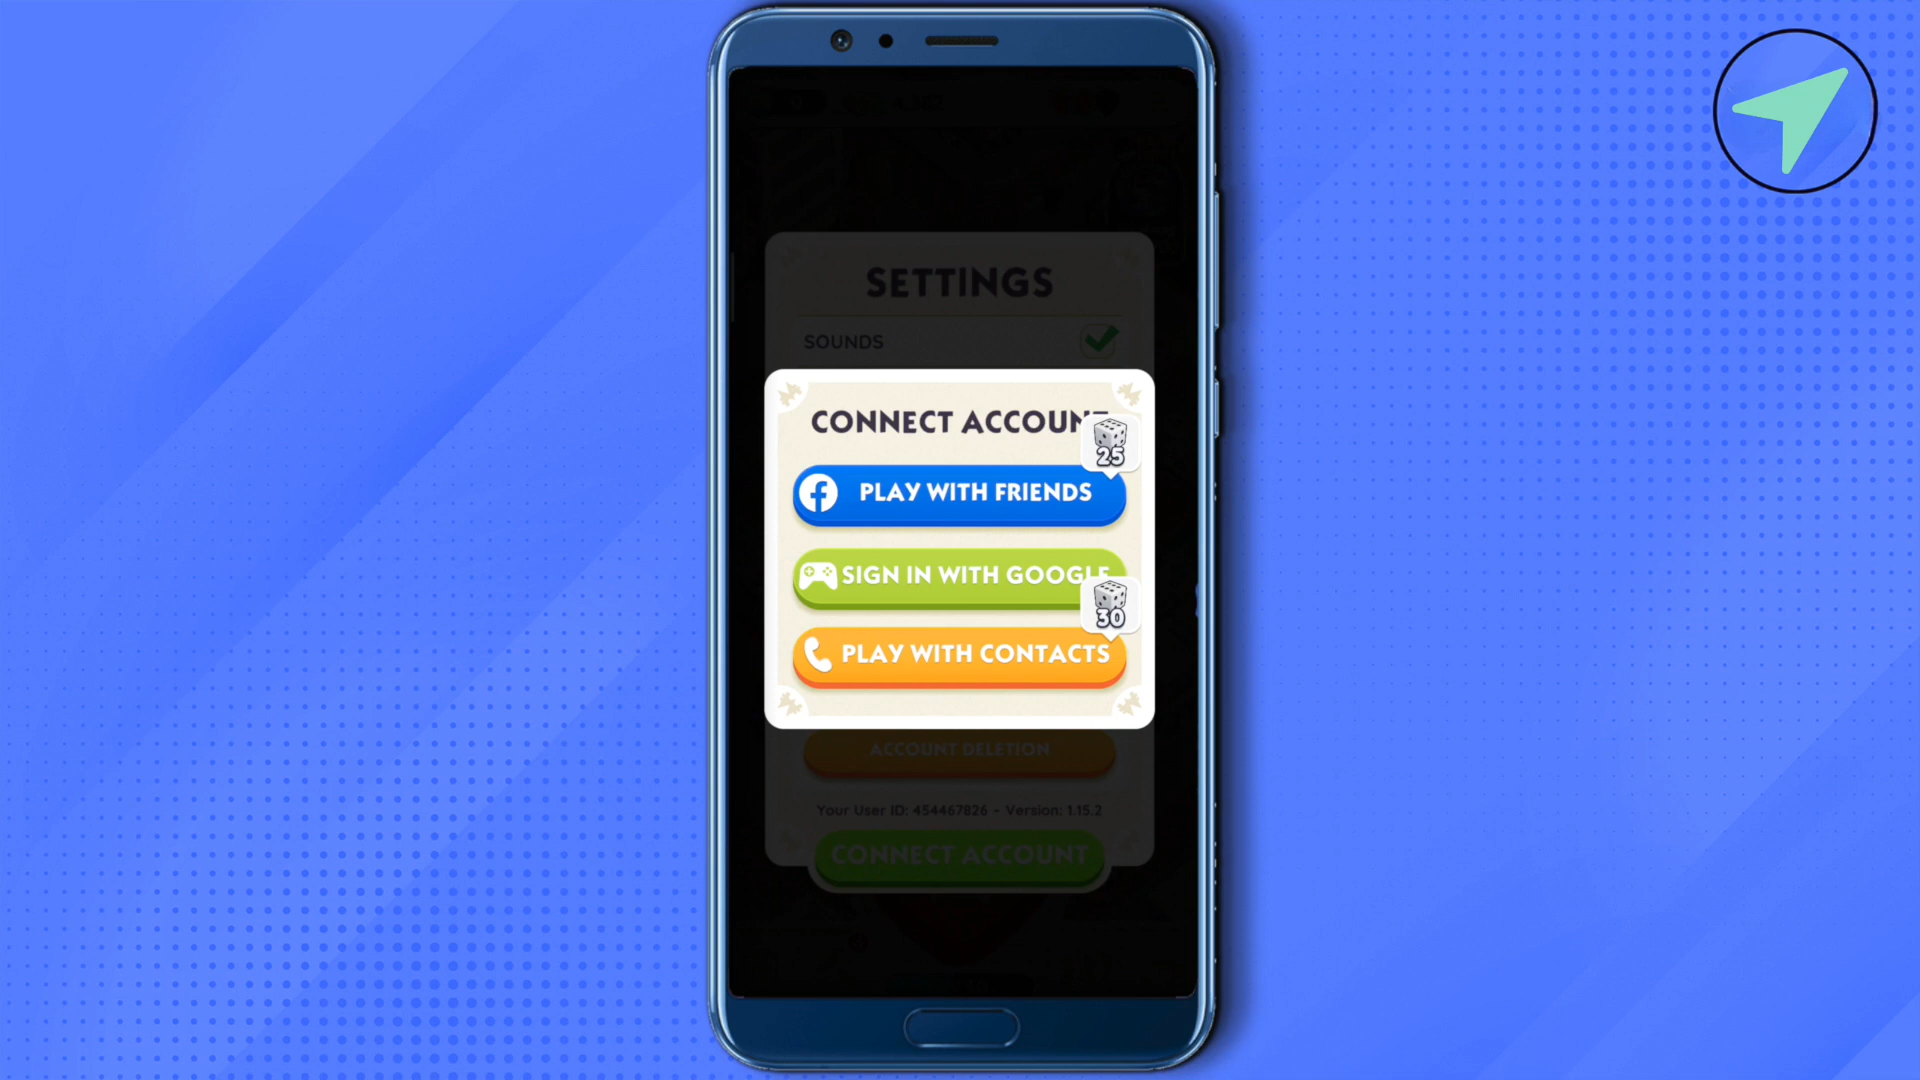 SETTINGS
SOUNDS
CONNECT ACCOUNT
25
PLAY WITH FRIENDS
SIGN IN WITH GOOGLE
30
PLAY WITH CONTACTS
ACCOUNT DELETION
Your User ID: 454467826 - Version: 1.15.2
CONNECT ACCOUNT